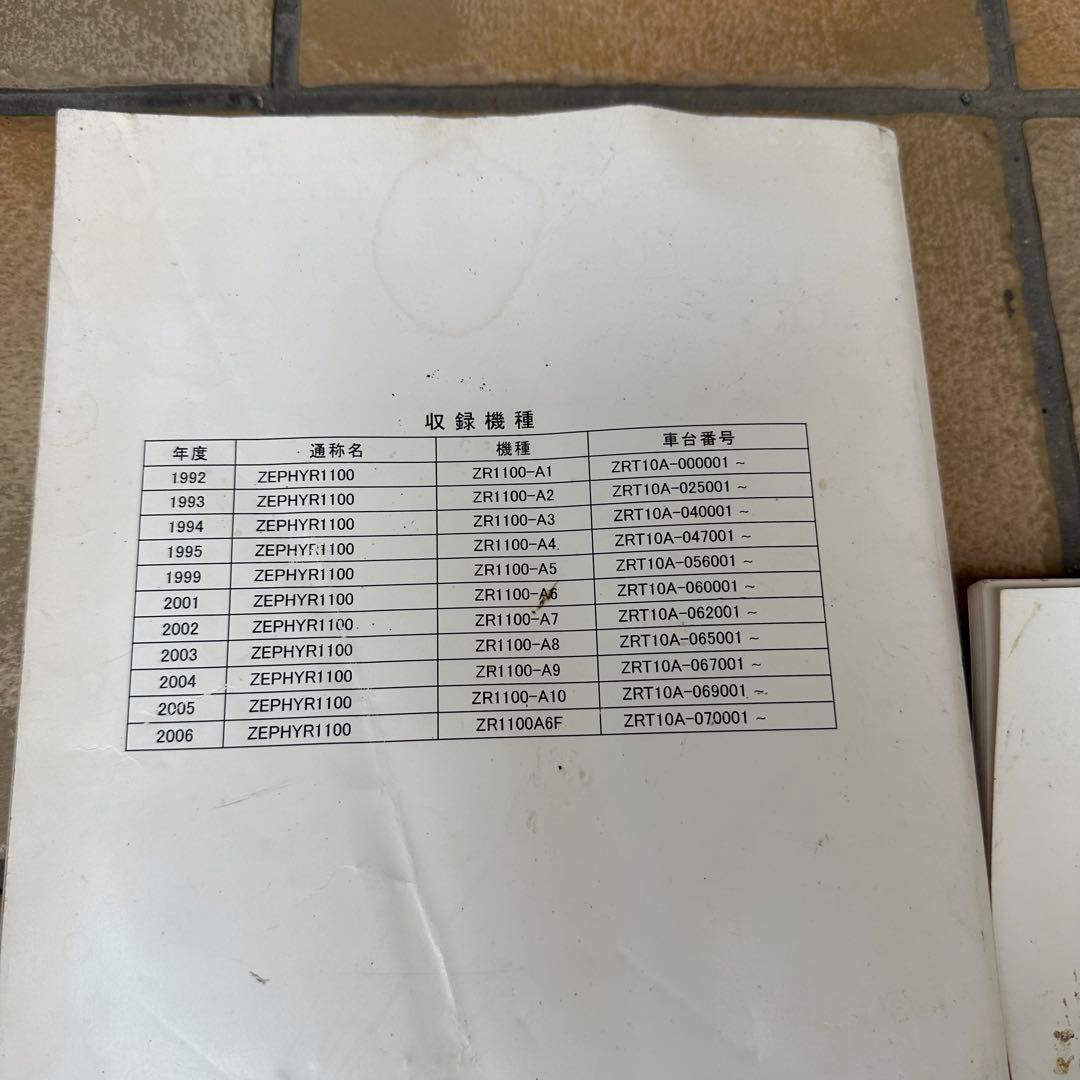 収録機種
年度 通称名 機種 車台番号
1992 ZEPHYR1100 ZR1100-A1 ZRT10A-000001 ~
1993 ZEPHYR1100 ZR1100-A2 ZRT10A-025001 ~
1994 ZEPHYR1100 ZR1100-A3 ZRT10A-040001 ~
1995 ZEPHYR1100 ZR1100-A4 ZRT10A-047001 ~
1999 ZEPHYR1100 ZR1100-A5 ZRT10A-056001 ~
2001 ZEPHYR1100 ZR1100-A6 ZRT10A-060001 ~
2002 ZEPHYR1100 ZR1100-A7 ZRT10A-062001 ~
2003 ZEPHYR1100 ZR1100-A8 ZRT10A-065001 ~
2004 ZEPHYR1100 ZR1100-A9 ZRT10A-067001 ~
2005 ZEPHYR1100 ZR1100-A10 ZRT10A-069001 ~
2006 ZEPHYR1100 ZR1100A6F ZRT10A-070001 ~